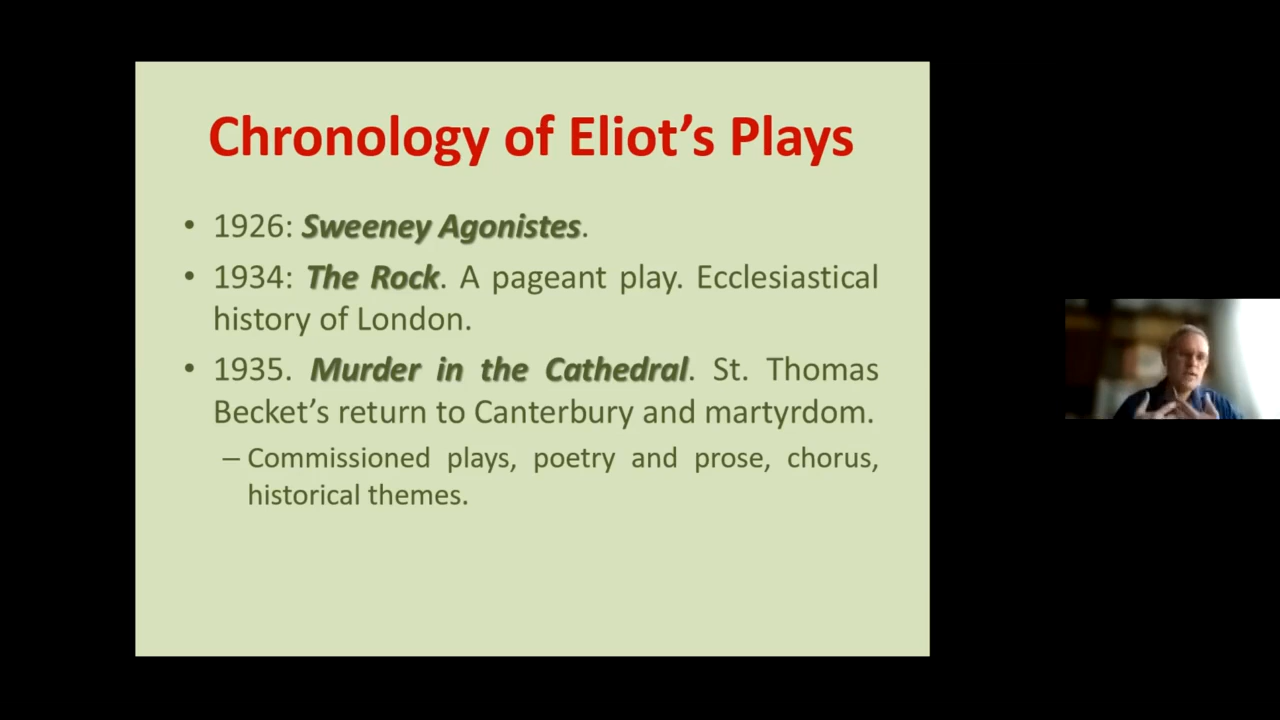 Chronology of Eliot’s Plays
• 1926: Sweeney Agonistes.
• 1934: The Rock. A pageant play. Ecclesiastical
history of London.
• 1935. Murder in the Cathedral. St. Thomas
Becket’s return to Canterbury and martyrdom.
– Commissioned plays, poetry and prose, chorus,
historical themes.